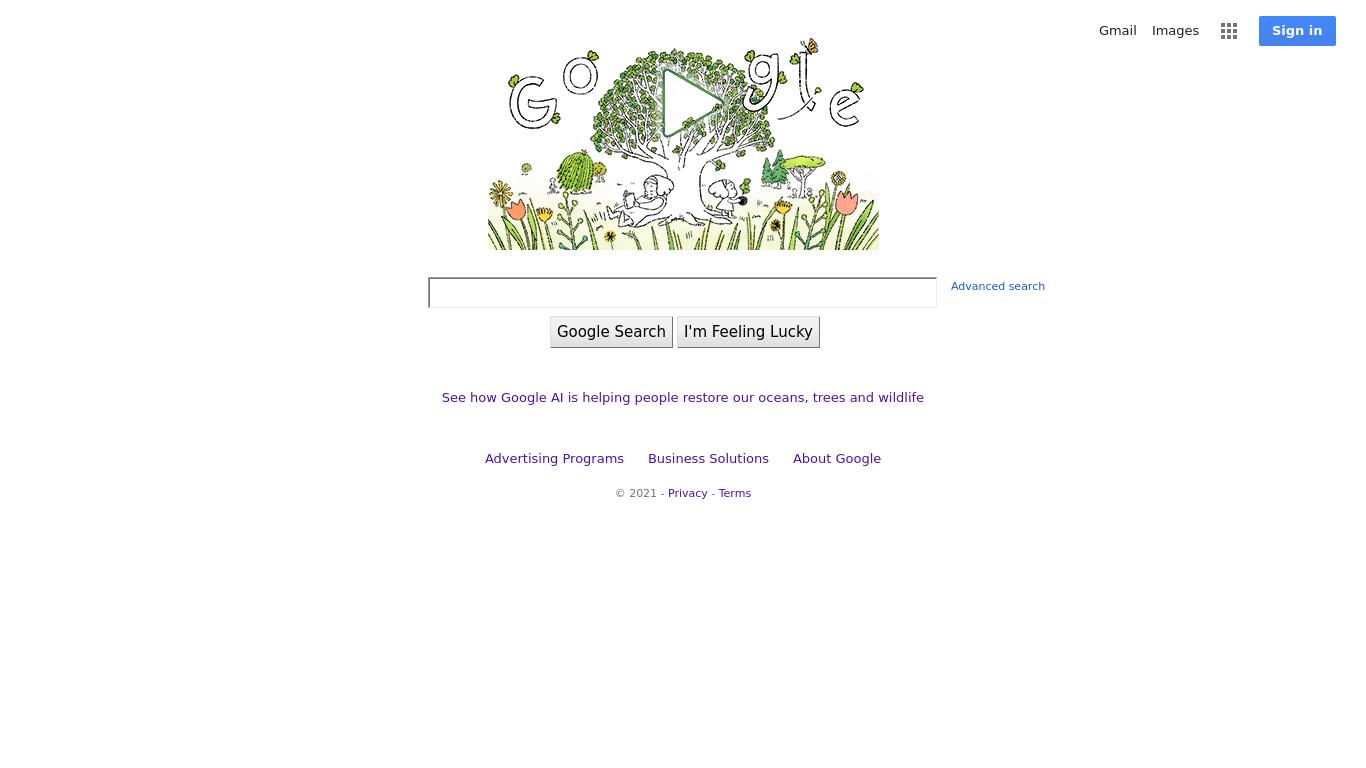 Gmail Images Sign in
Google
Advanced search
Google Search I'm Feeling Lucky
See how Google AI is helping people restore our oceans, trees and wildlife
Advertising Programs Business Solutions About Google
© 2021 - Privacy - Terms